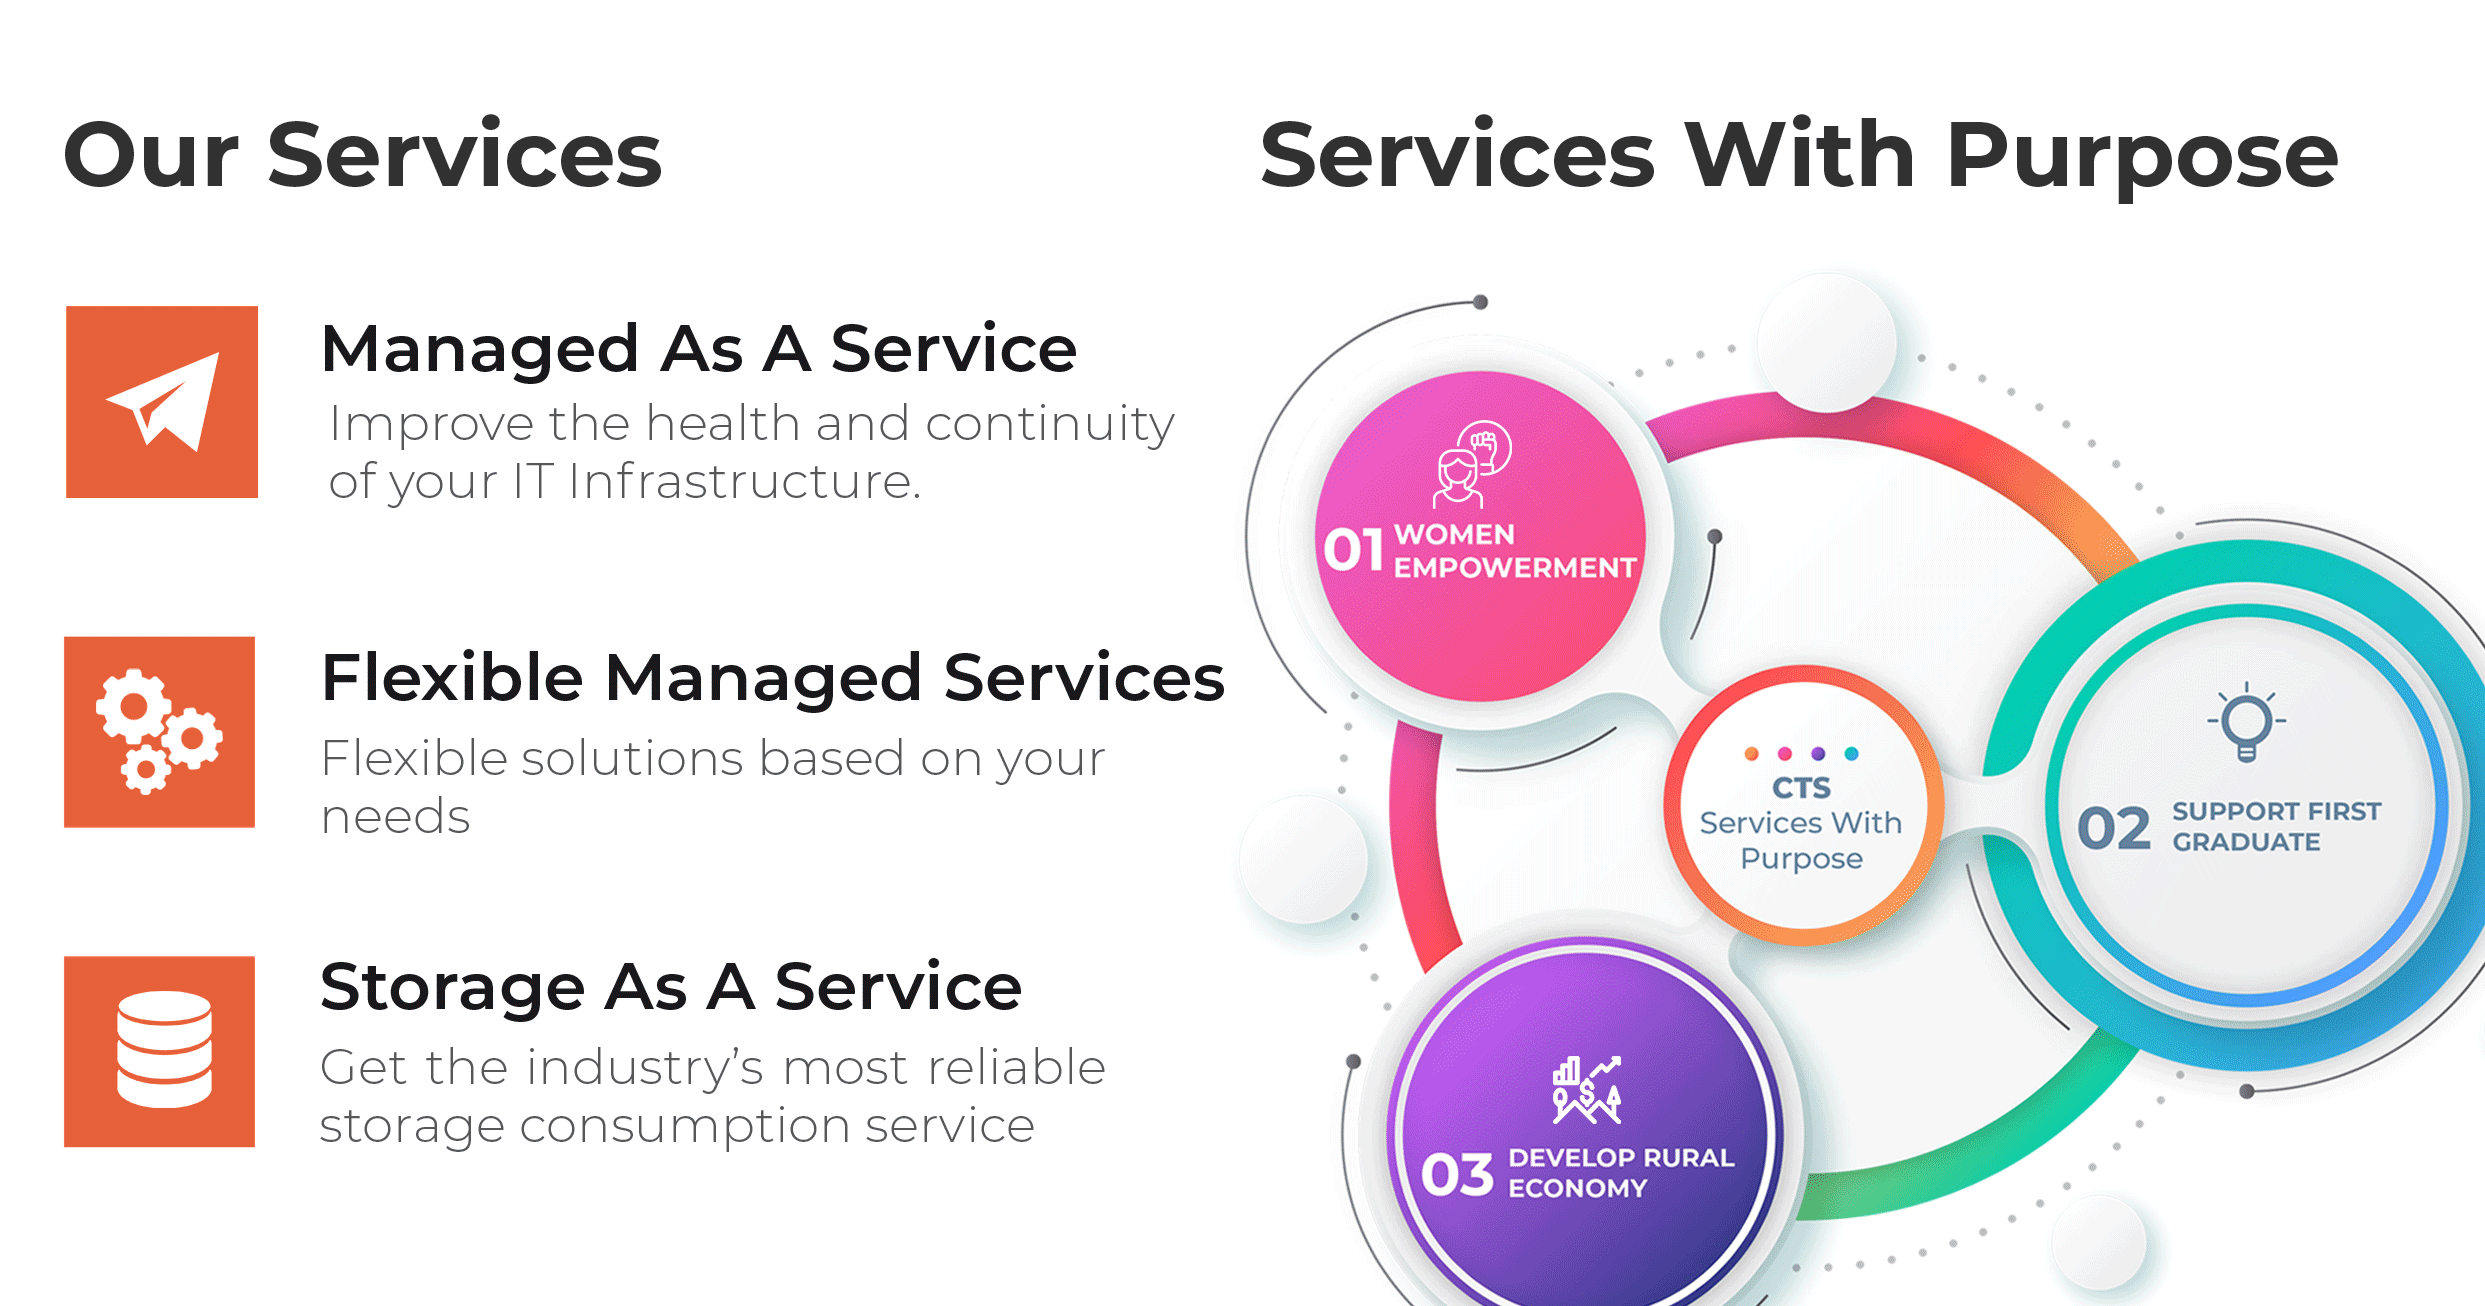 Our Services
Managed As A Service
Improve the health and continuity
of your IT Infrastructure.
Flexible Managed Services
Flexible solutions based on your
needs
Storage As A Service
Get the industry’s most reliable
storage consumption service
Services With Purpose
01 WOMEN
EMPOWERMENT
CTS
Services With
Purpose
02 SUPPORT FIRST
GRADUATE
03 DEVELOP RURAL
ECONOMY